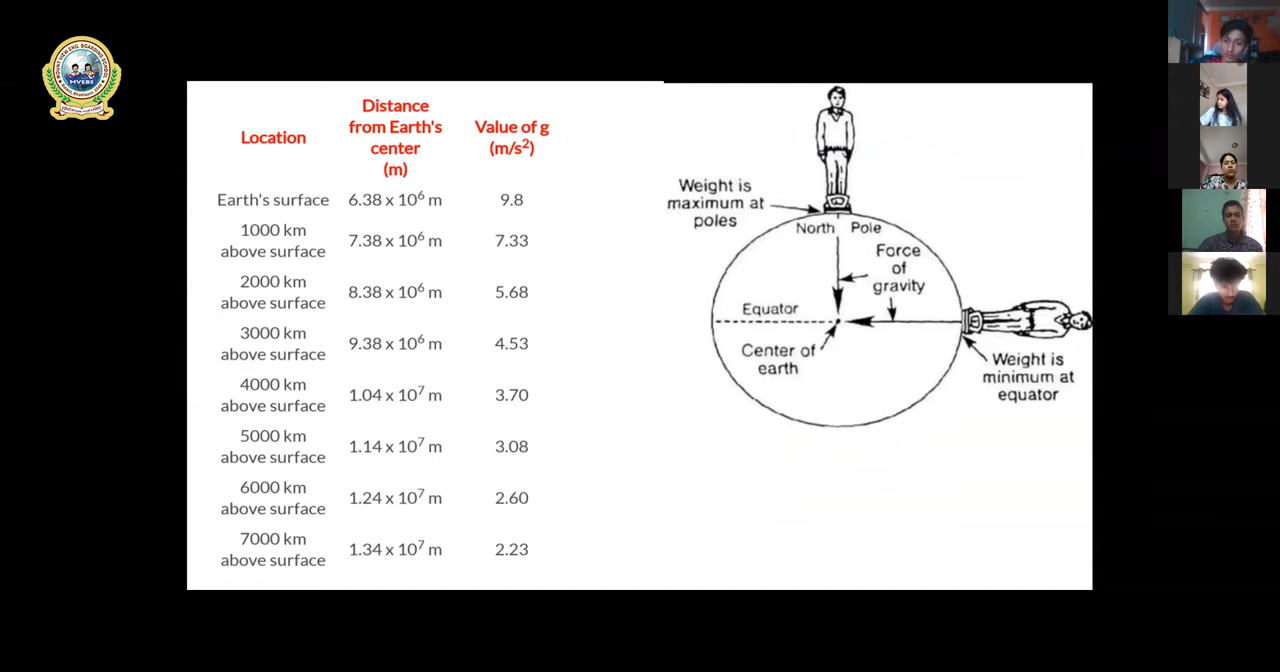 MVEBS
Location
Distance
from Earth's
center
(m)
Value of g
(m/s²)
Earth's surface 6.38 x 10⁶ m 9.8
1000 km
above surface 7.38 x 10⁶ m 7.33
2000 km
above surface 8.38 x 10⁶ m 5.68
3000 km
above surface 9.38 x 10⁶ m 4.53
4000 km
above surface 1.04 x 10⁷ m 3.70
5000 km
above surface 1.14 x 10⁷ m 3.08
6000 km
above surface 1.24 x 10⁷ m 2.60
7000 km
above surface 1.34 x 10⁷ m 2.23
Weight is
maximum at
poles
North Pole
Force
of
gravity
Equator
Center of
earth
Weight is
minimum at
equator